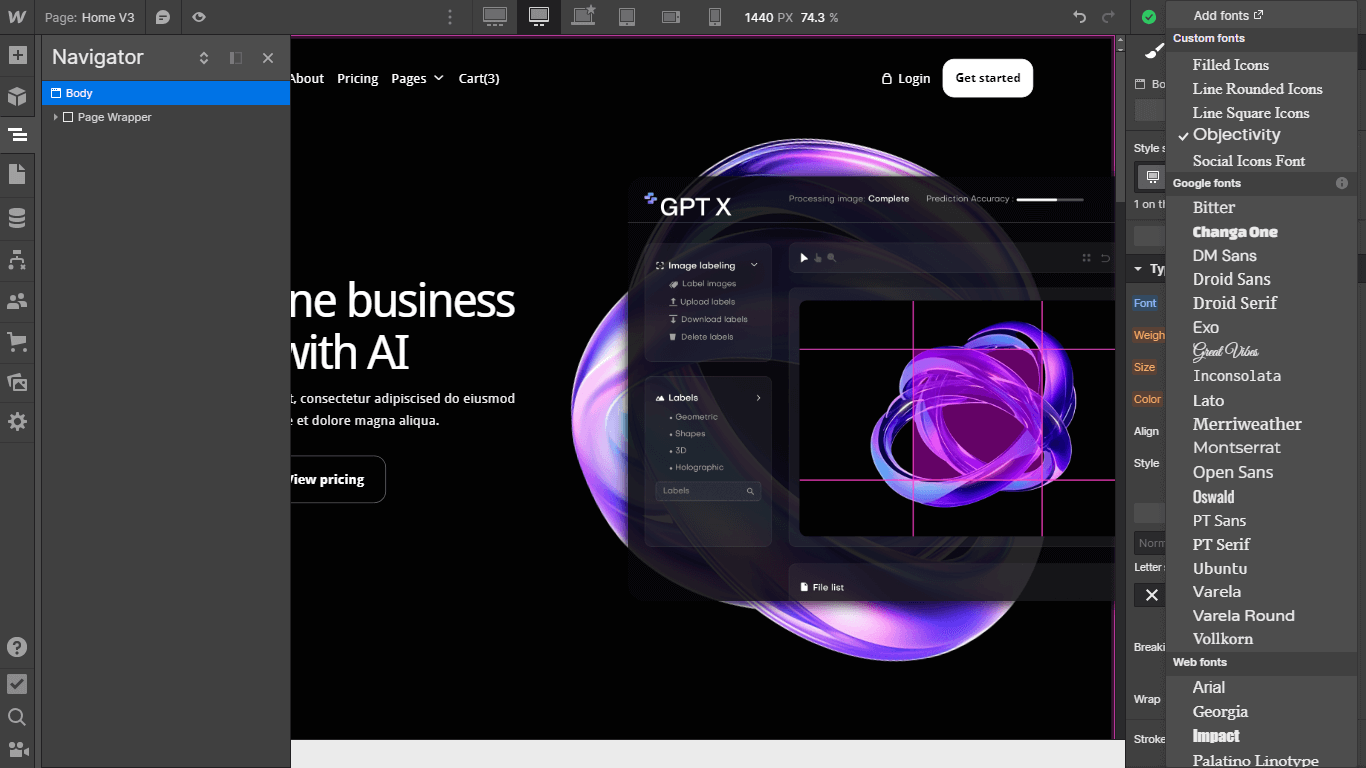 Page: Home V3
1440 PX 74.3 %
Navigator
Body
Page Wrapper
About
Pricing
Pages
Cart(3)
Login
Get started
ne business
with AI
t, consectetur adipiscised do eiusmod
e et dolore magna aliqua.
View pricing
GPT X
Processing image: Complete
Prediction Accuracy :
Image labeling
Label images
Upload labels
Download labels
Delete labels
Labels
Geometric
Shapes
3D
Holographic
Labels
File list
Bo
Style s
1 on th
Ty
Font
Weigh
Size
Color
Align
Style
Norm
Letter s
Breaki
Wrap
Stroke
Add fonts
Custom fonts
Filled Icons
Line Rounded Icons
Line Square Icons
Objectivity
Social Icons Font
Google fonts
Bitter
Changa One
DM Sans
Droid Sans
Droid Serif
Exo
Great Vibes
Inconsolata
Lato
Merriweather
Montserrat
Open Sans
Oswald
PT Sans
PT Serif
Ubuntu
Varela
Varela Round
Vollkorn
Web fonts
Arial
Georgia
Impact
Palatino Linotype